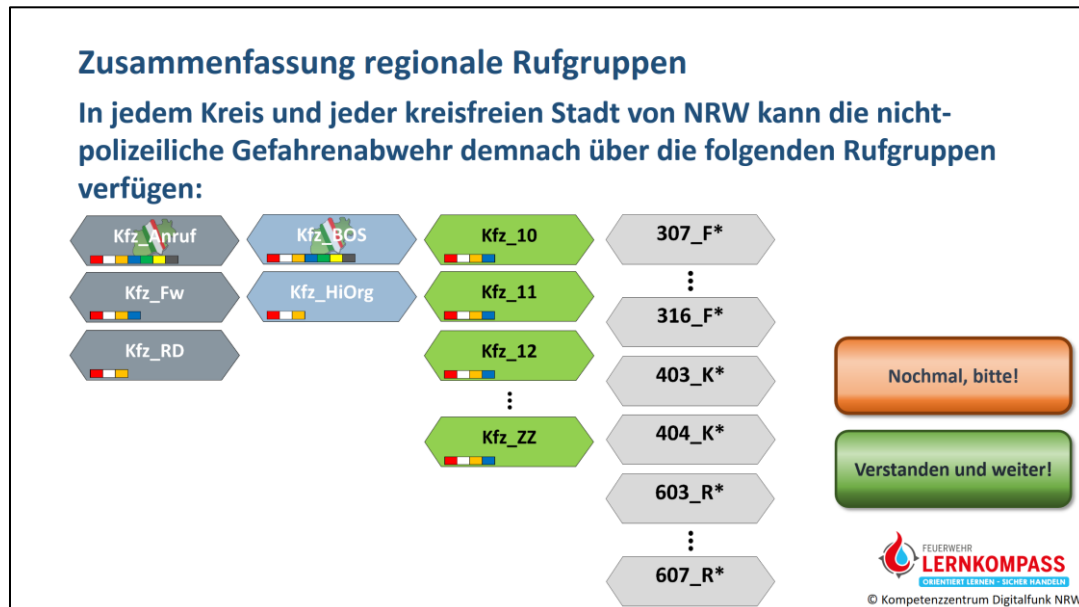 Zusammenfassung regionale Rufgruppen
In jedem Kreis und jeder kreisfreien Stadt von NRW kann die nicht-
polizeiliche Gefahrenabwehr demnach über die folgenden Rufgruppen
verfügen:
Kfz_Anruf
Kfz_Fw
Kfz_RD
Kfz_BOS
Kfz_HiOrg
Kfz_10
Kfz_11
Kfz_12
⋮
Kfz_ZZ
307_F*
⋮
316_F*
403_K*
404_K*
603_R*
⋮
607_R*
Nochmal, bitte!
Verstanden und weiter!
FEUERWEHR
LERNKOMPASS
ORIENTIERT LERNEN - SICHER HANDELN
© Kompetenzzentrum Digitalfunk NRW